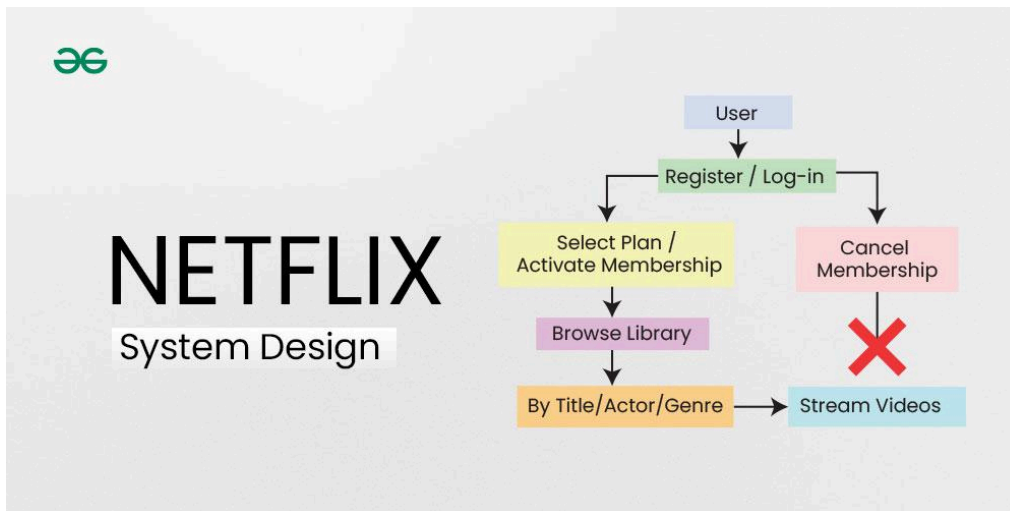 NETFLIX
System Design
User
Register / Log-in
Select Plan /
Activate Membership
Cancel
Membership
Browse Library
By Title/Actor/Genre
Stream Videos